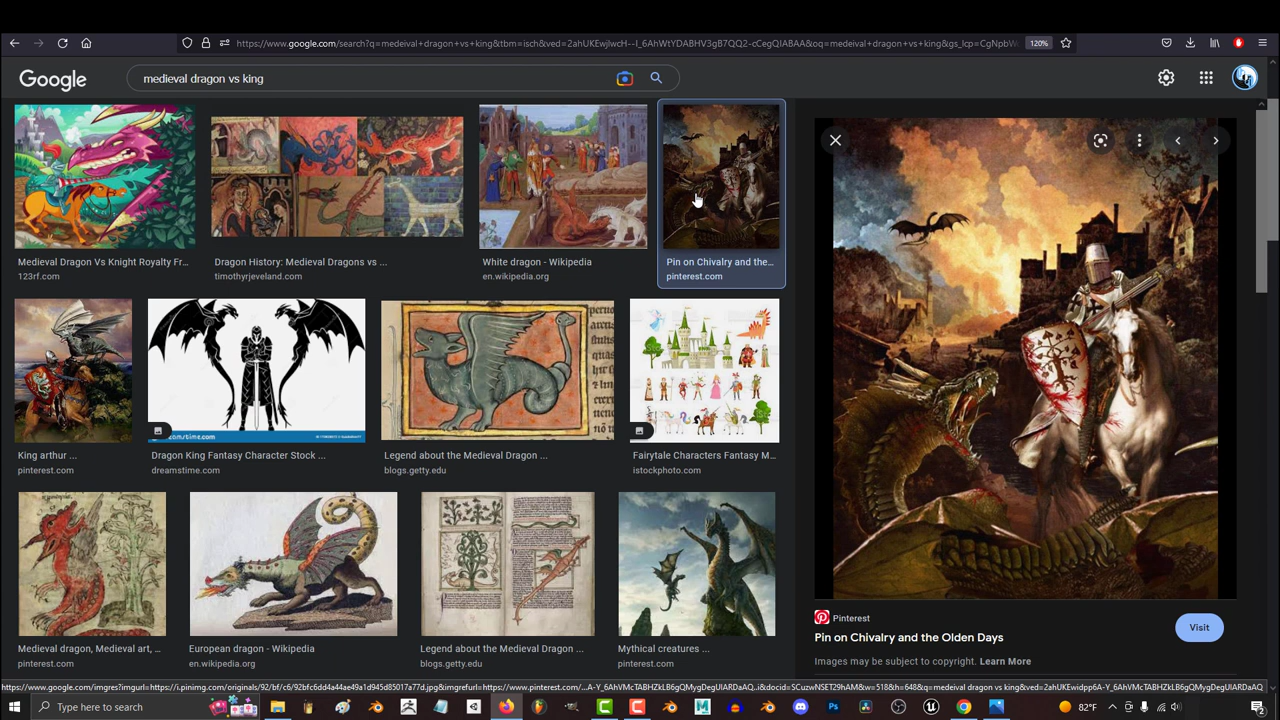 https://www.google.com/search?q=medeival+dragon+vs+king&tbm=isch&ved=2ahUKEwjlwcH--I_6AhWtYDABHV3gB7QQ2-cCegQIABAA&oq=medeival+dragon+vs+king&gs_lcp=CgNpbW
120%
Google
medieval dragon vs king
Medieval Dragon Vs Knight Royalty Fr...
123rf.com
Dragon History: Medieval Dragons vs ...
timothyrjeveland.com
White dragon - Wikipedia
en.wikipedia.org
Pin on Chivalry and the...
pinterest.com
King arthur ...
pinterest.com
dreamstime.com
Dragon King Fantasy Character Stock ...
dreamstime.com
Legend about the Medieval Dragon ...
blogs.getty.edu
Fairytale Characters Fantasy M...
istockphoto.com
Medieval dragon, Medieval art, ...
pinterest.com
European dragon - Wikipedia
en.wikipedia.org
Legend about the Medieval Dragon ...
blogs.getty.edu
Mythical creatures ...
pinterest.com
Pinterest
Pin on Chivalry and the Olden Days
Visit
Images may be subject to copyright. Learn More
Type here to search
82°F
2